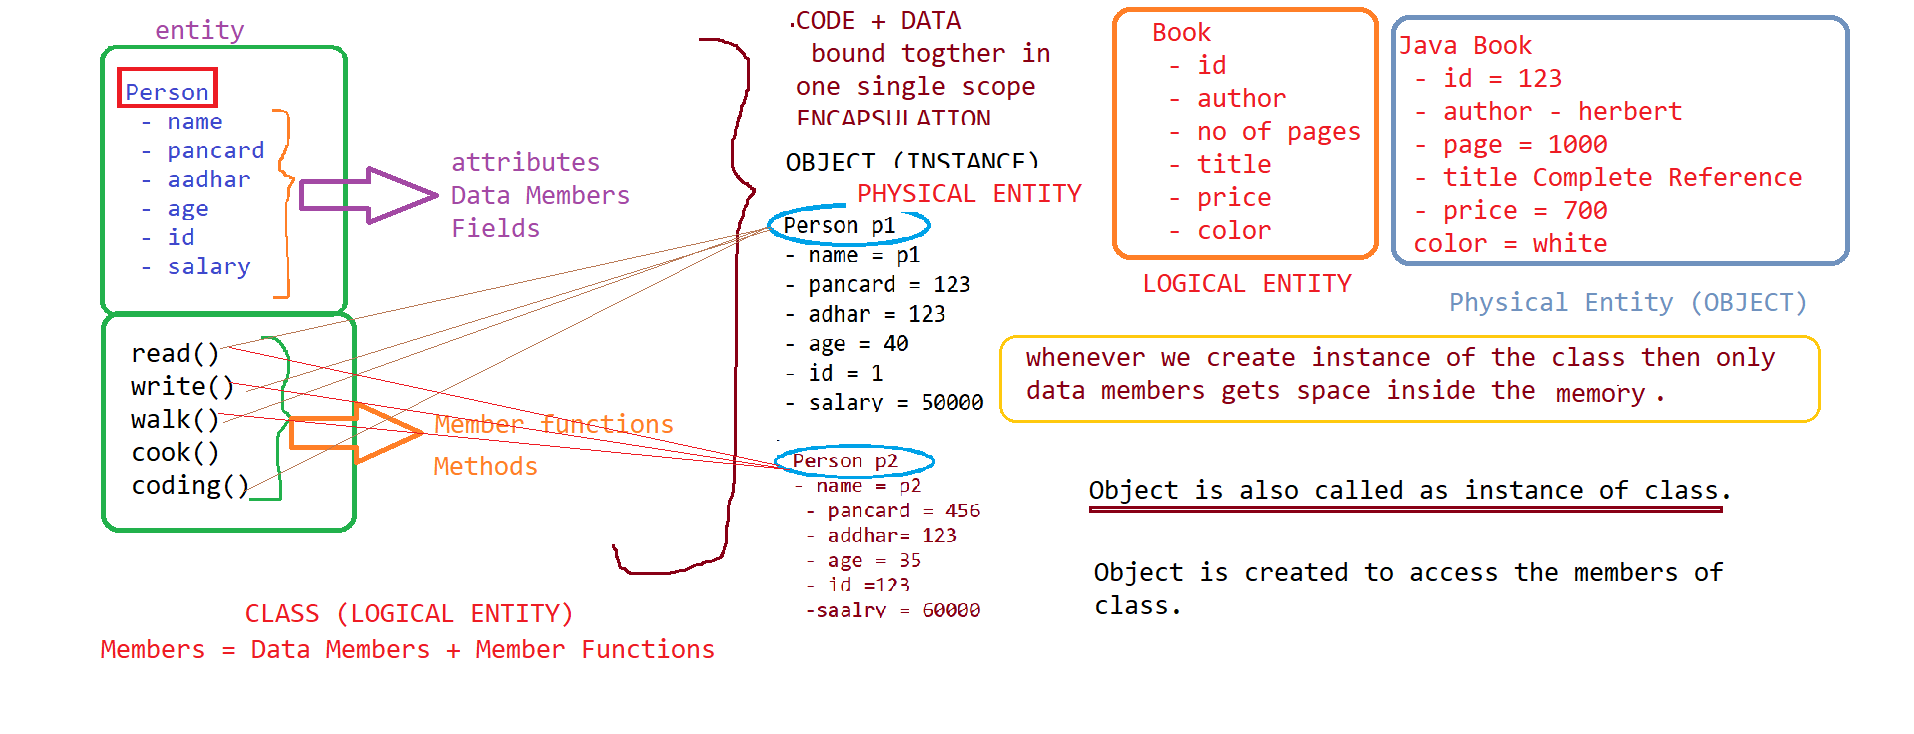 entity
Person
- name
- pancard
- aadhar
- age
- id
- salary
attributes
Data Members
Fields
read()
write()
walk()
cook()
coding()
Member functions
Methods
CLASS (LOGICAL ENTITY)
Members = Data Members + Member Functions
.CODE + DATA
bound togther in
one single scope
ENCAPSULATION
OBJECT (INSTANCE)
PHYSICAL ENTITY
Person p1
- name = p1
- pancard = 123
- adhar = 123
- age = 40
- id = 1
- salary = 50000
Person p2
- name = p2
- pancard = 456
- addhar= 123
- age = 35
- id =123
-saalry = 60000
Book
- id
- author
- no of pages
- title
- price
- color
LOGICAL ENTITY
Java Book
- id = 123
- author - herbert
- page = 1000
- title Complete Reference
- price = 700
color = white
Physical Entity (OBJECT)
whenever we create instance of the class then only
data members gets space inside the memory.
Object is also called as instance of class.
Object is created to access the members of
class.